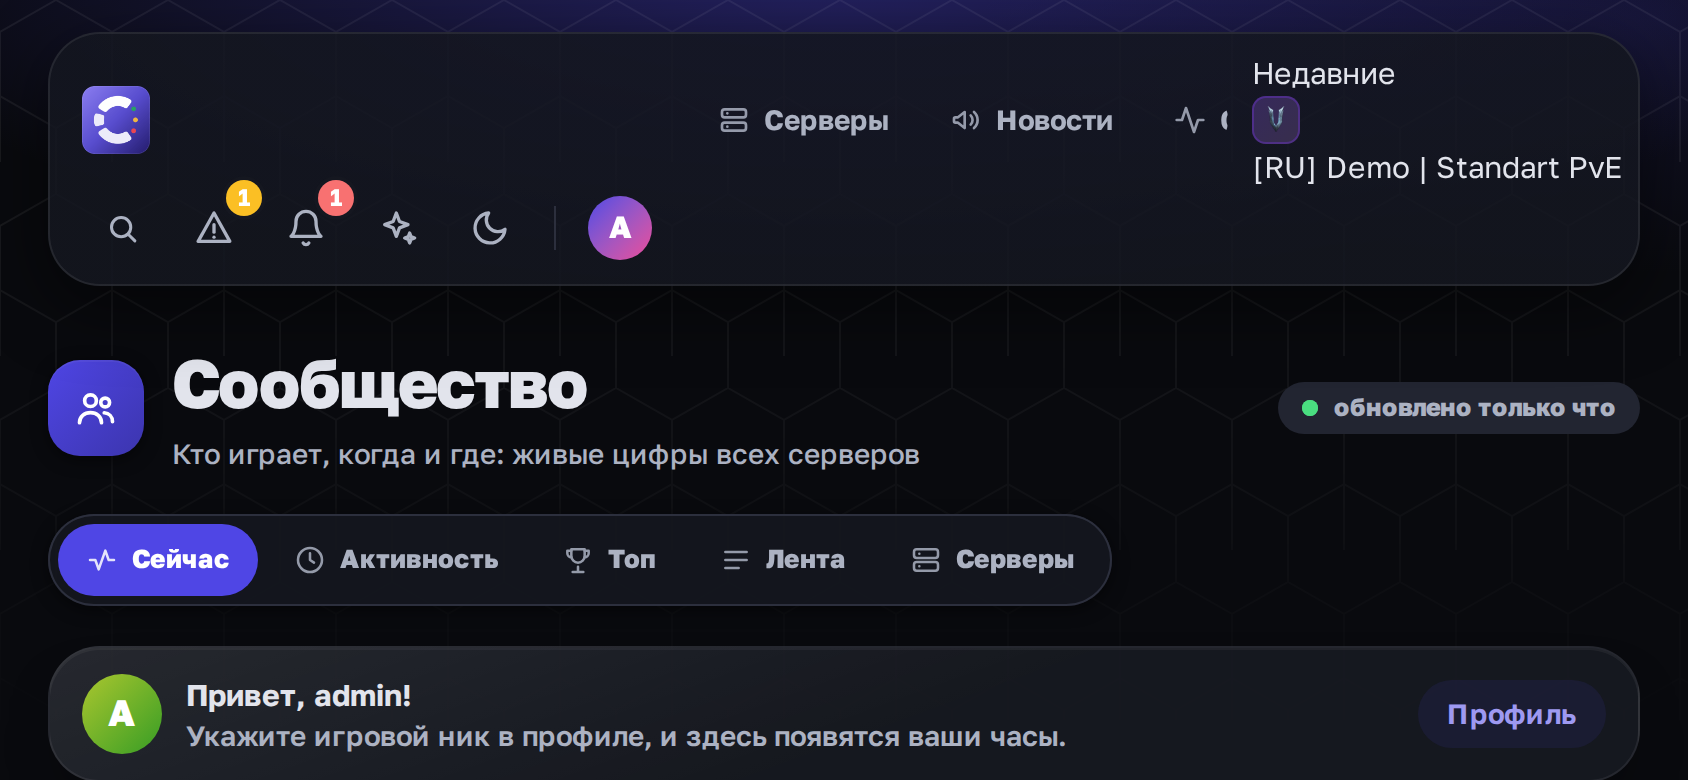 Недавние
Серверы
Новости
[RU] Demo | Standart PvE
1
1
A
Сообщество
Кто играет, когда и где: живые цифры всех серверов
обновлено только что
Сейчас
Активность
Топ
Лента
Серверы
A
Привет, admin!
Укажите игровой ник в профиле, и здесь появятся ваши часы.
Профиль